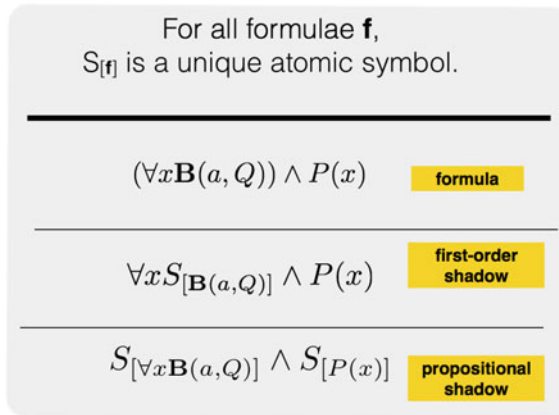 For all formulae f,
S[f] is a unique atomic symbol.
(∀xB(a, Q)) ∧ P(x)
formula
∀xS[B(a,Q)] ∧ P(x)
first-order
shadow
S[∀xB(a,Q)] ∧ S[P(x)]
propositional
shadow